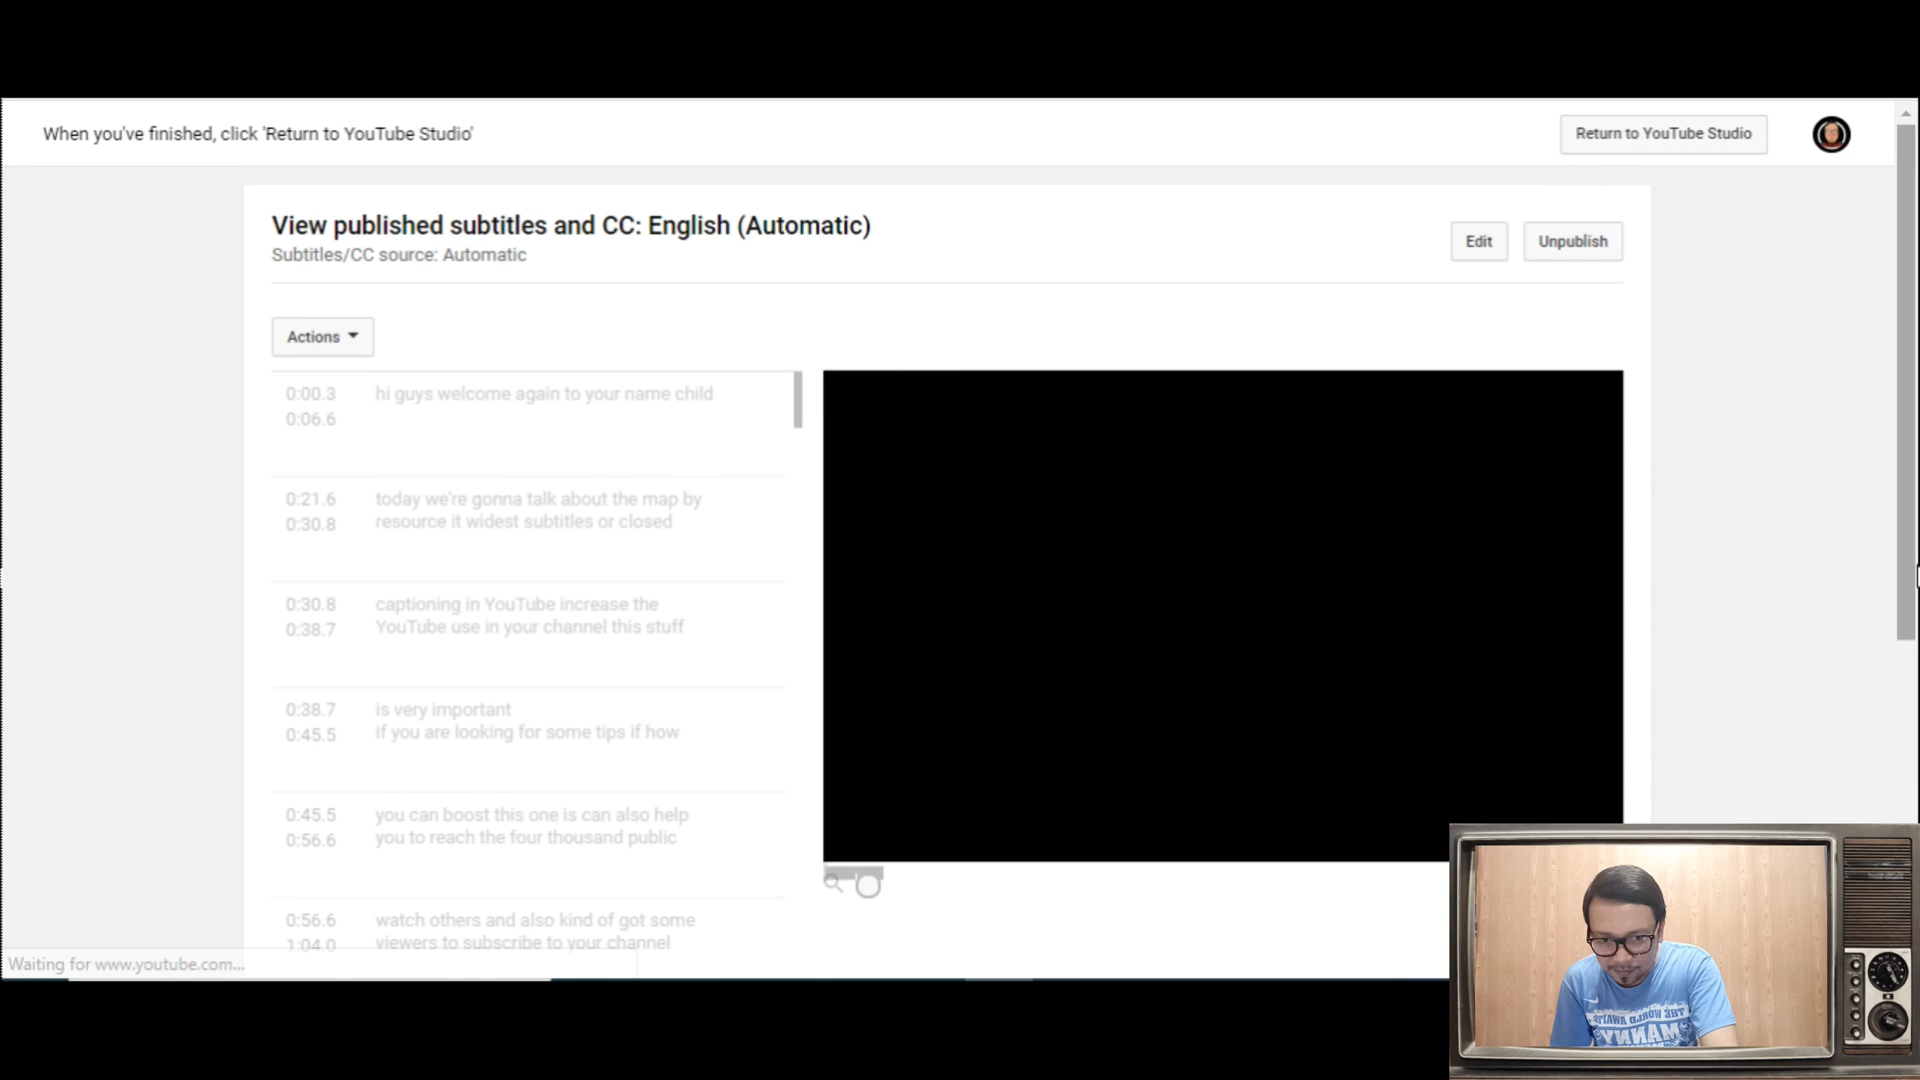 When you've finished, click 'Return to YouTube Studio'
Return to YouTube Studio
View published subtitles and CC: English (Automatic)
Subtitles/CC source: Automatic
Edit
Unpublish
Actions
0:00.3
0:06.6
hi guys welcome again to your name child
0:21.6
0:30.8
today we're gonna talk about the map by
resource it widest subtitles or closed
0:30.8
0:38.7
captioning in YouTube increase the
YouTube use in your channel this stuff
0:38.7
0:45.5
is very important
if you are looking for some tips if how
0:45.5
0:56.6
you can boost this one is can also help
you to reach the four thousand public
0:56.6
1:04.0
watch others and also kind of got some
viewers to subscribe to your channel
Waiting for www.youtube.com...
THE WORLD AWAITS
MANNY